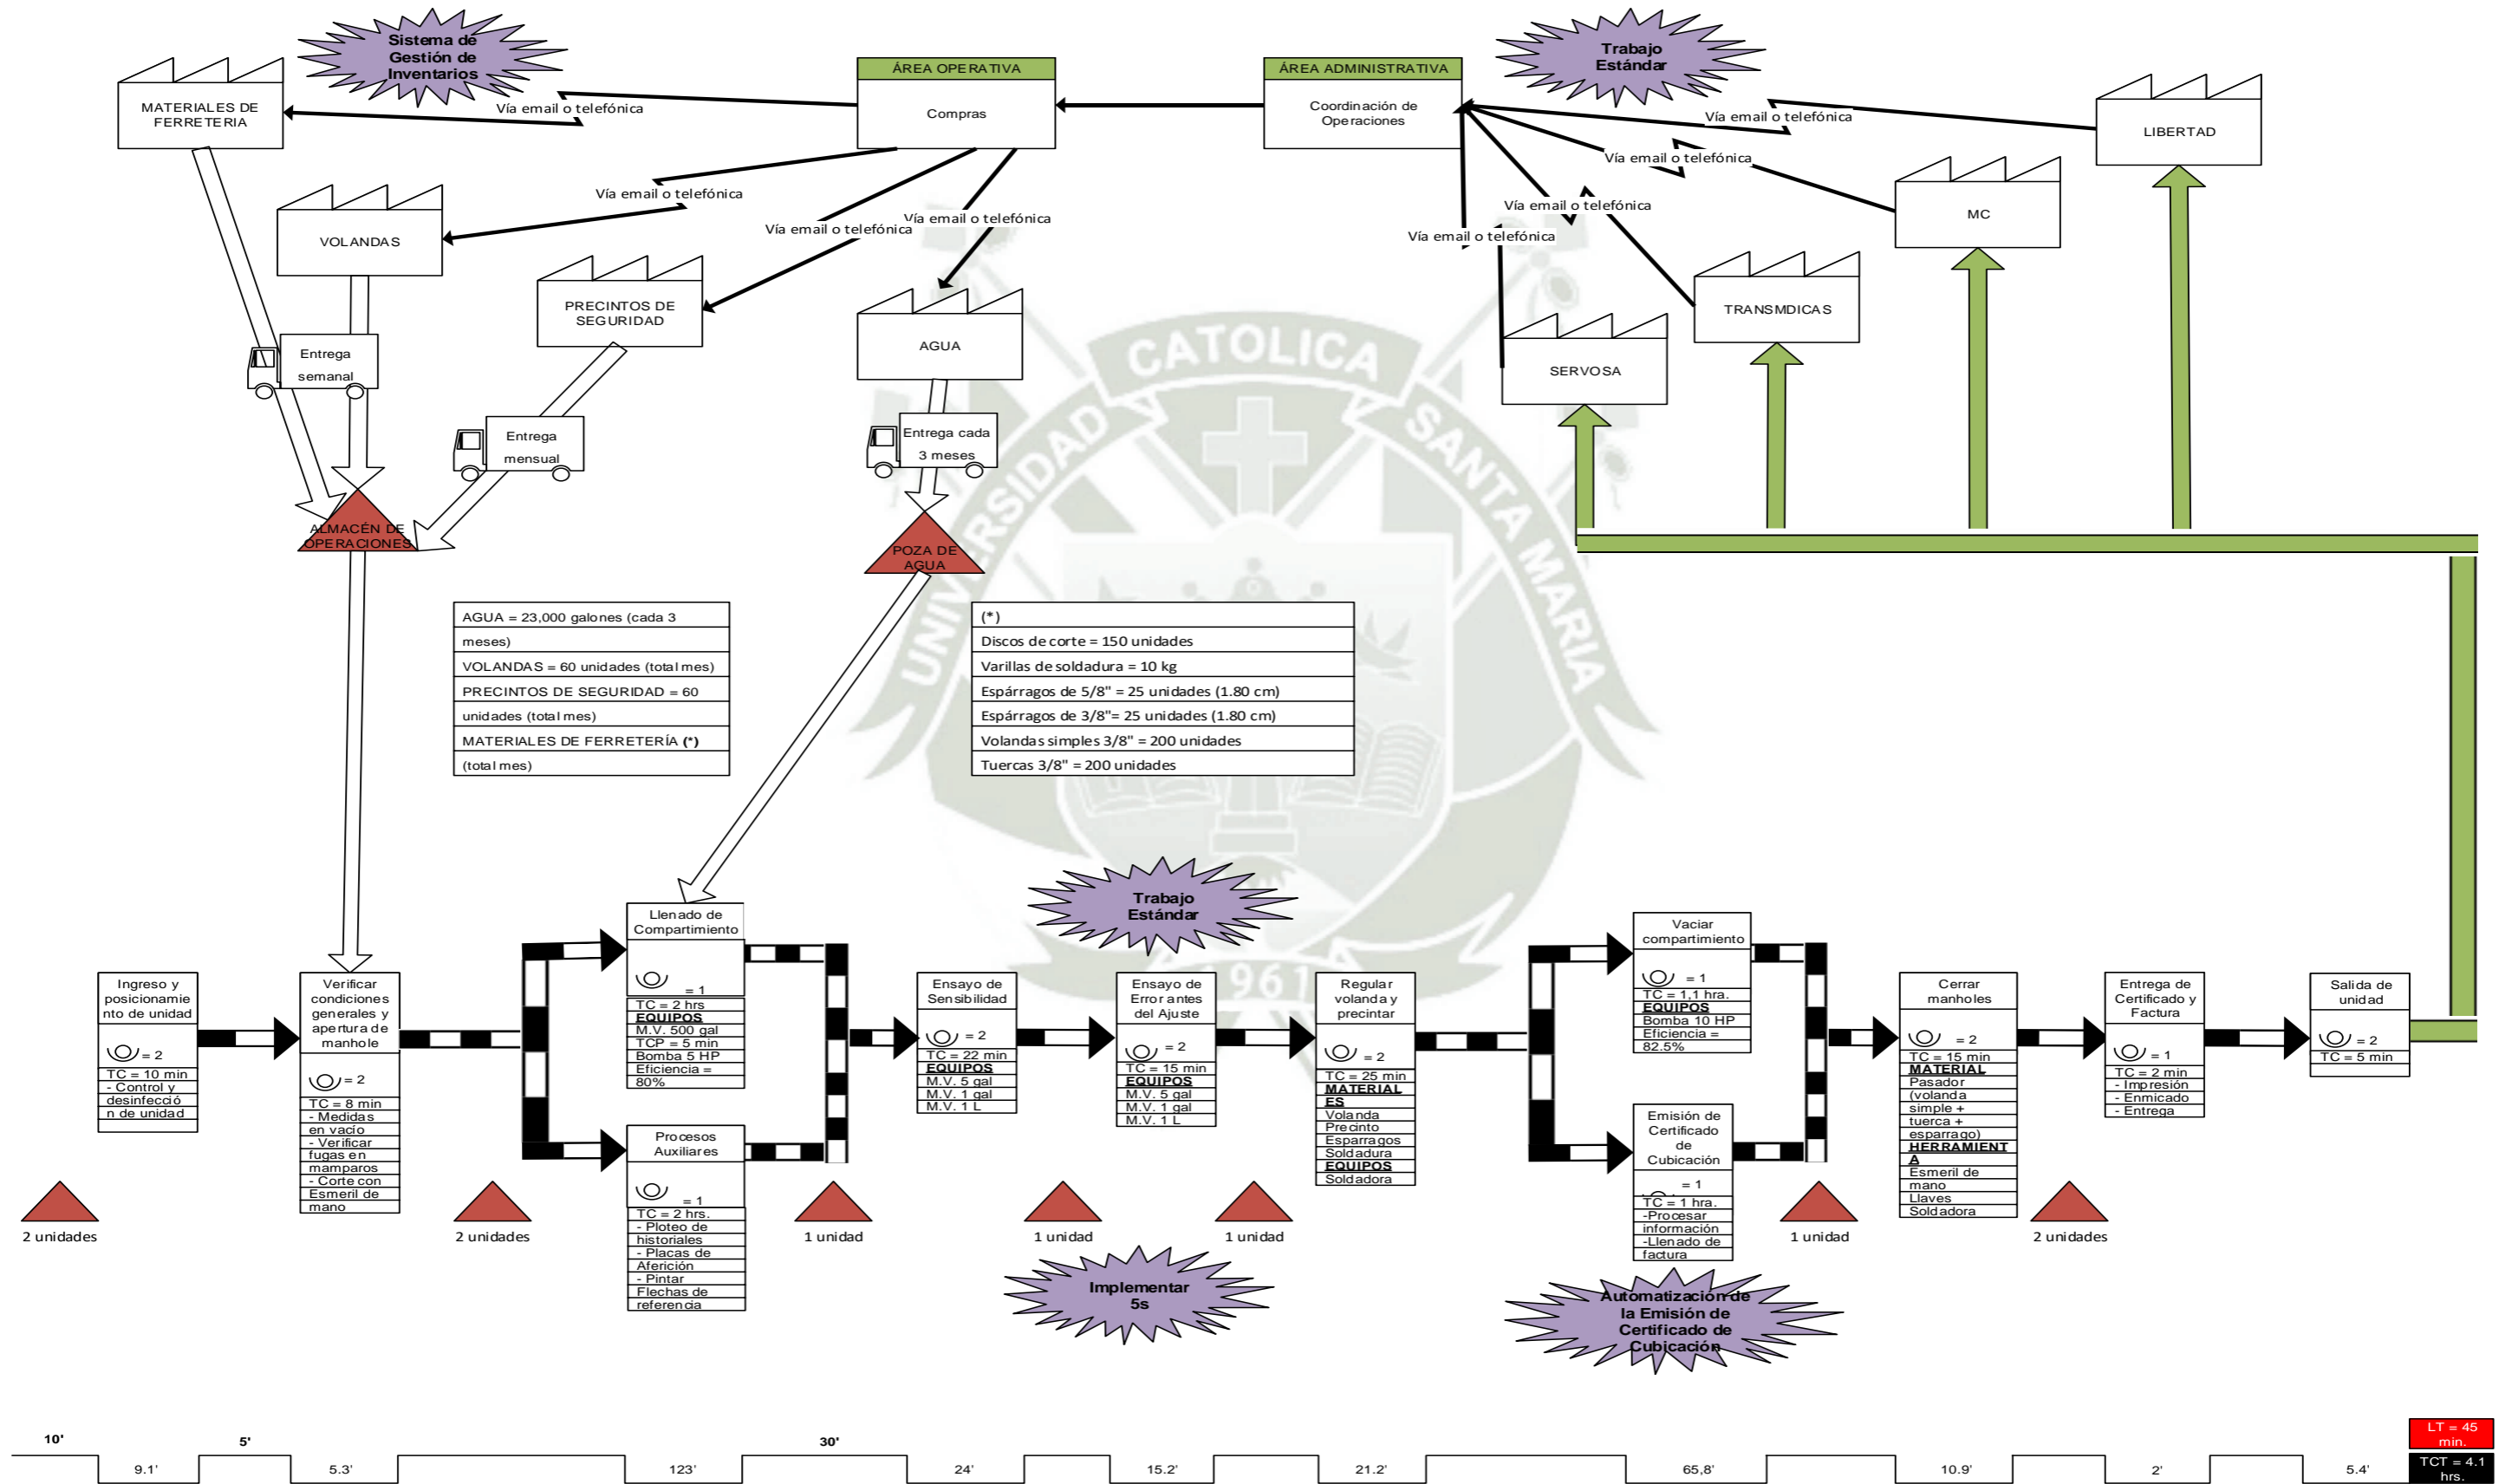 Sistema de
Gestión de
Inventarios
MATERIALES DE
FERRETERIA
Vía email o telefónica
ÁREA OPERATIVA
Compras
ÁREA ADMINISTRATIVA
Coordinación de
Operaciones
Trabajo
Estándar
Vía email o telefónica
LIBERTAD
Vía email o telefónica
MC
Vía email o telefónica
TRANSMDICAS
Vía email o telefónica
SERVOSA
Vía email o telefónica
VOLANDAS
Vía email o telefónica
PRECINTOS DE
SEGURIDAD
Vía email o telefónica
AGUA
Entrega
semanal
Entrega
mensual
Entrega cada
3 meses
ALMACÉN DE
OPERACIONES
POZA DE
AGUA
UNIVERSIDAD CATOLICA SANTA MARIA
1961
AGUA = 23,000 galones (cada 3
meses)
VOLANDAS = 60 unidades (total mes)
PRECINTOS DE SEGURIDAD = 60
unidades (total mes)
MATERIALES DE FERRETERÍA (*)
(total mes)
(*)
Discos de corte = 150 unidades
Varillas de soldadura = 10 kg
Espárragos de 5/8" = 25 unidades (1.80 cm)
Espárragos de 3/8"= 25 unidades (1.80 cm)
Volandas simples 3/8" = 200 unidades
Tuercas 3/8" = 200 unidades
Trabajo
Estándar
Ingreso y
posicionamie
nto de unidad
= 2
TC = 10 min
- Control y
desinfecció
n de unidad
Verificar
condiciones
generales y
apertura de
manhole
= 2
TC = 8 min
- Medidas
en vacío
- Verificar
fugas en
mamparos
- Corte con
Esmeril de
mano
Llenado de
Compartimiento
= 1
TC = 2 hrs
EQUIPOS
M.V. 500 gal
TCP = 5 min
Bomba 5 HP
Eficiencia =
80%
Procesos
Auxiliares
= 1
TC = 2 hrs.
- Ploteo de
historiales
- Placas de
Aferición
- Pintar
Flechas de
referencia
Ensayo de
Sensibilidad
= 2
TC = 22 min
EQUIPOS
M.V. 5 gal
M.V. 1 gal
M.V. 1 L
Ensayo de
Error antes
del Ajuste
= 2
TC = 15 min
EQUIPOS
M.V. 5 gal
M.V. 1 gal
M.V. 1 L
Regular
volanda y
precintar
= 2
TC = 25 min
MATERIAL
ES
Volanda
Precinto
Esparragos
Soldadura
EQUIPOS
Soldadora
Vaciar
compartimiento
= 1
TC = 1,1 hra.
EQUIPOS
Bomba 10 HP
Eficiencia =
82.5%
Emisión de
Certificado
de
Cubicación
= 1
TC = 1 hra.
-Procesar
información
-Llenado de
factura
Cerrar
manholes
= 2
TC = 15 min
MATERIAL
Pasador
(volanda
simple +
tuerca +
esparrago)
HERRAMIENT
A
Esmeril de
mano
Llaves
Soldadora
Entrega de
Certificado y
Factura
= 1
TC = 2 min
- Impresión
- Enmicado
- Entrega
Salida de
unidad
= 2
TC = 5 min
2 unidades
2 unidades
1 unidad
1 unidad
1 unidad
1 unidad
2 unidades
Implementar
5s
Automatización de
la Emisión de
Certificado de
Cubicación
10'
5'
30'
LT = 45
min.
9.1'
5.3'
123'
24'
15.2'
21.2'
65,8'
10.9'
2'
5.4'
TCT = 4.1
hrs.